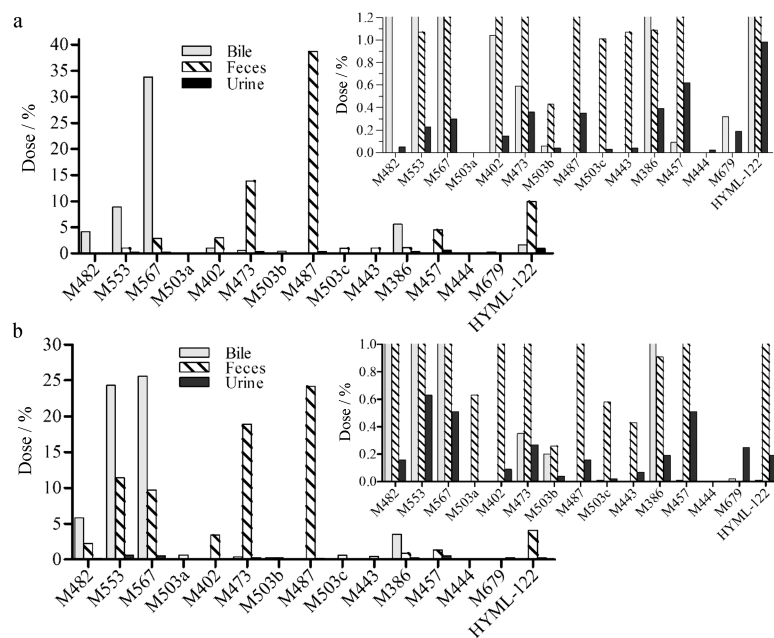 a
Dose / %
40
35
30
25
20
15
10
5
0
Bile
Feces
Urine
M482
M553
M567
M503a
M402
M473
M503b
M487
M503c
M443
M386
M457
M444
M679
HYML-122
Dose / %
1.2
1.0
0.8
0.6
0.4
0.2
0.0
M482
M553
M567
M503a
M402
M473
M503b
M487
M503c
M443
M386
M457
M444
M679
HYML-122
b
Dose / %
30
25
20
15
10
5
0
Bile
Feces
Urine
M482
M553
M567
M503a
M402
M473
M503b
M487
M503c
M443
M386
M457
M444
M679
HYML-122
Dose / %
1.0
0.8
0.6
0.4
0.2
0.0
M482
M553
M567
M503a
M402
M473
M503b
M487
M503c
M443
M386
M457
M444
M679
HYML-122